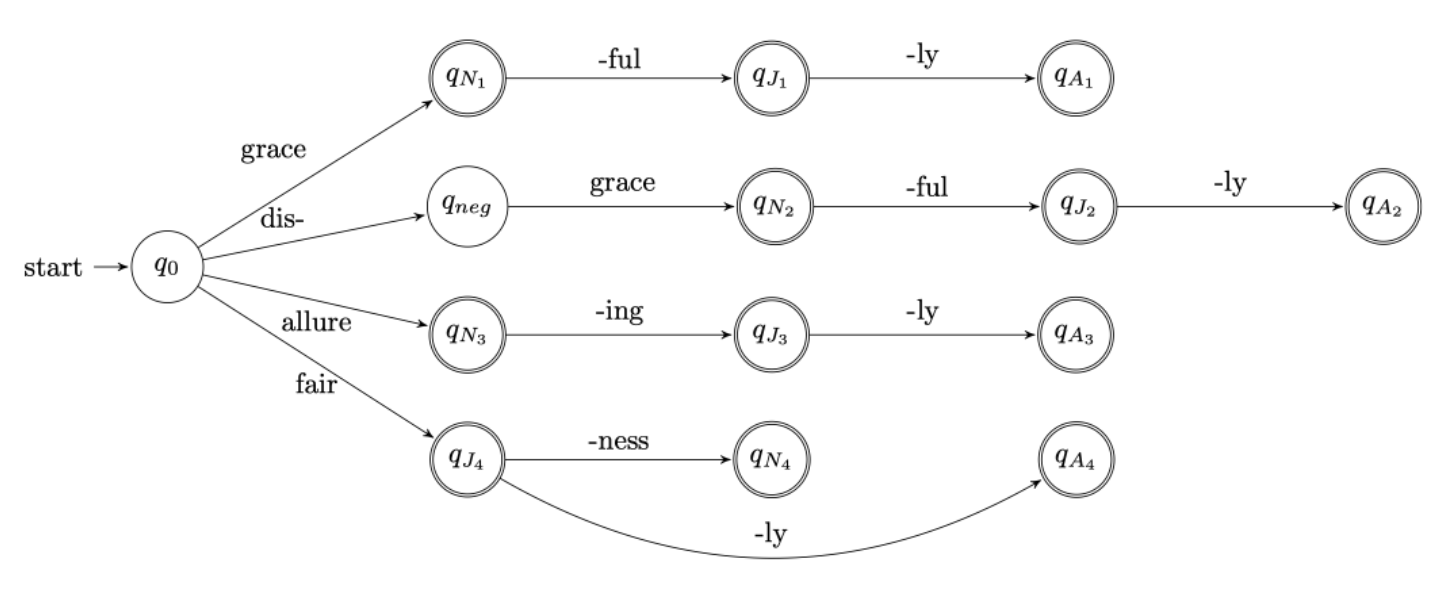 q_{N_1} -ful q_{J_1} -ly q_{A_1}
grace
dis-
q_{neg} grace q_{N_2} -ful q_{J_2} -ly q_{A_2}
start q_0
allure
q_{N_3} -ing q_{J_3} -ly q_{A_3}
fair
q_{J_4} -ness q_{N_4} q_{A_4}
-ly